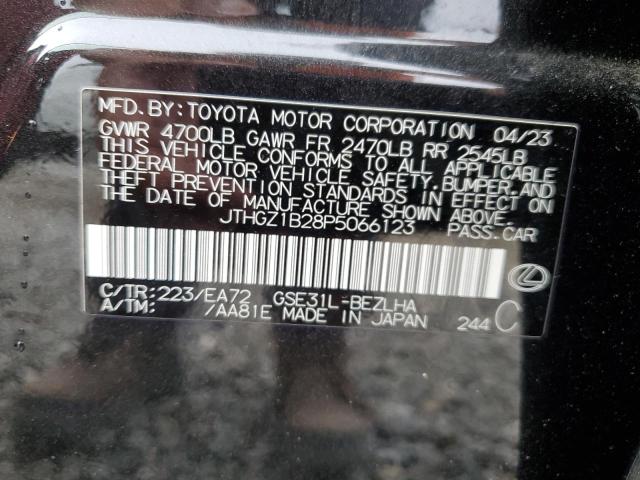 MFD. BY: TOYOTA MOTOR CORPORATION 04/23
GVWR 4700LB GAWR FR 2470LB RR 2545LB
THIS VEHICLE CONFORMS TO ALL APPLICABLE
FEDERAL MOTOR VEHICLE SAFETY, BUMPER, AND
THEFT PREVENTION STANDARDS IN EFFECT ON
THE DATE OF MANUFACTURE SHOWN ABOVE.
JTHGZ1B28P5066123 PASS.CAR
C/TR: 223/EA72 GSE31L-BEZLHA
A/TM: /AA81E MADE IN JAPAN 244 C